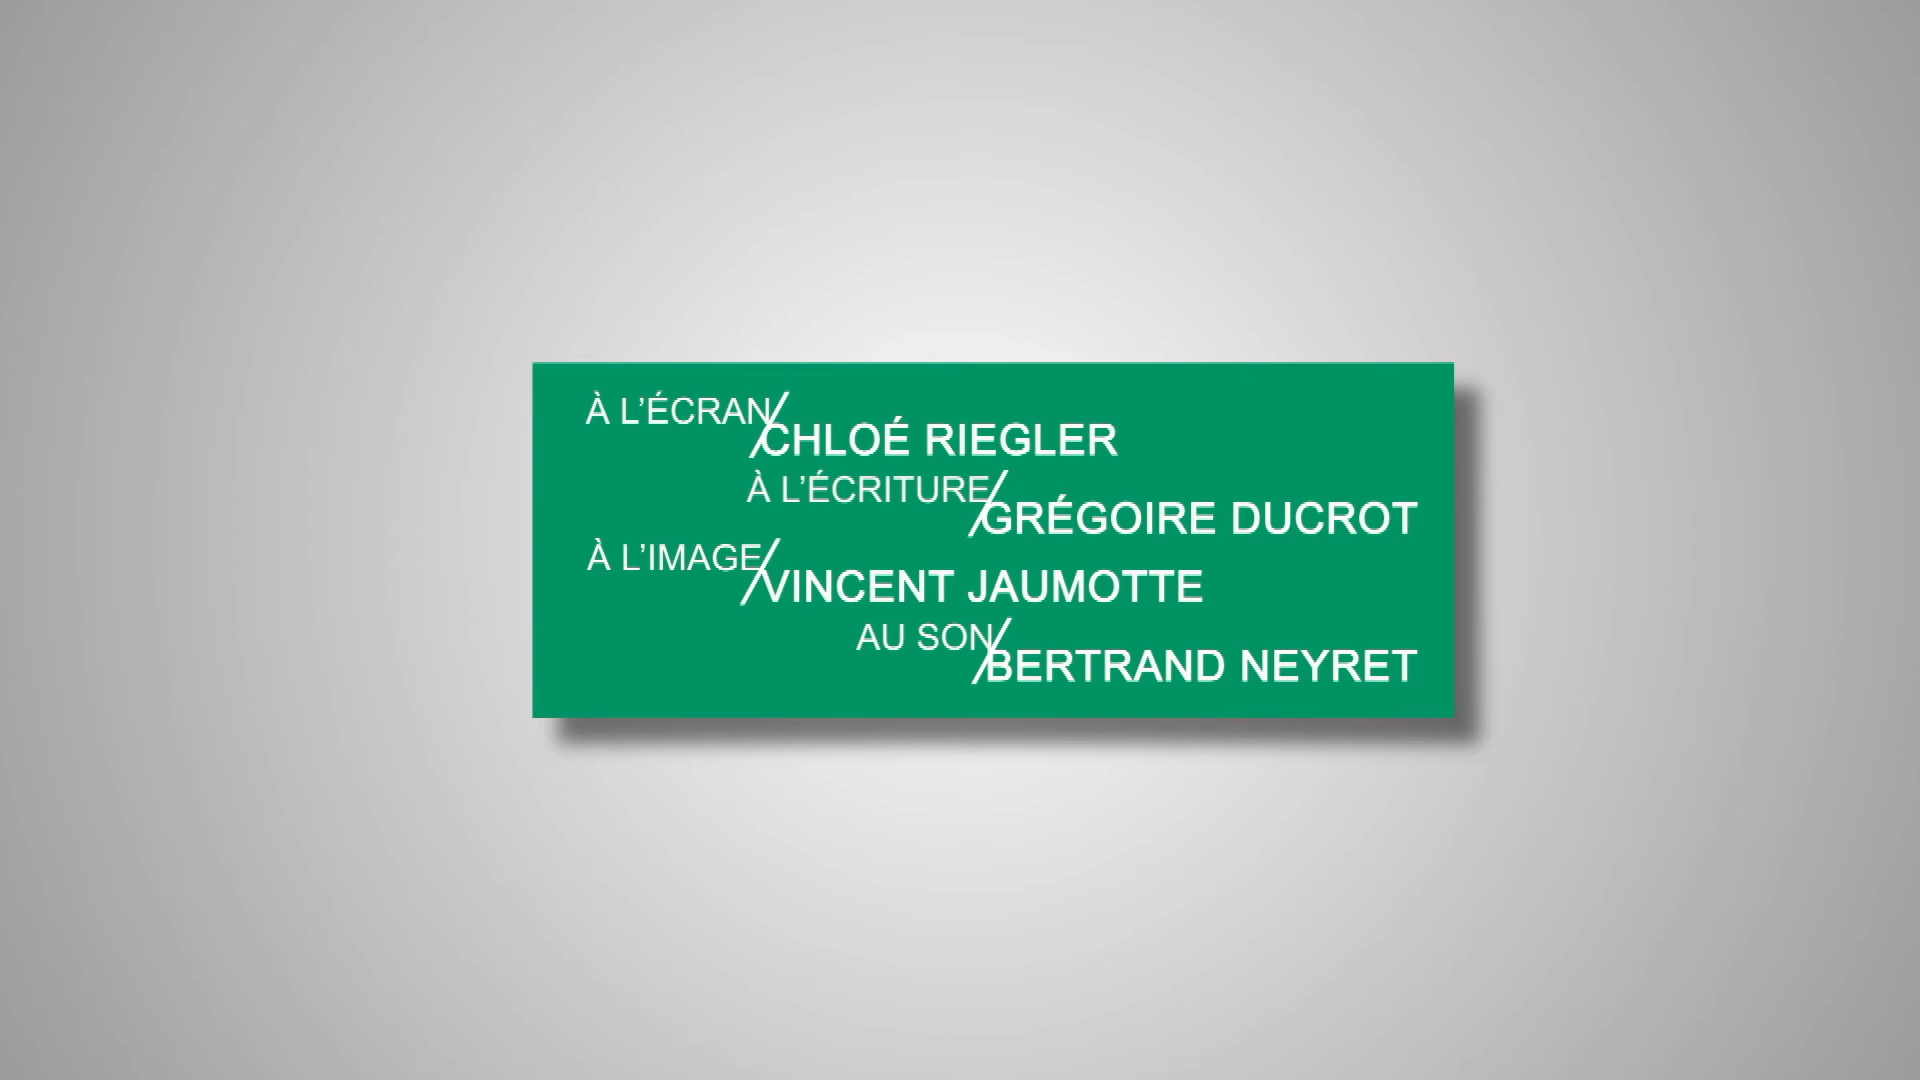 À L’ÉCRAN/
CHLOÉ RIEGLER
À L’ÉCRITURE/
GRÉGOIRE DUCROT
À L’IMAGE/
VINCENT JAUMOTTE
AU SON/
BERTRAND NEYRET